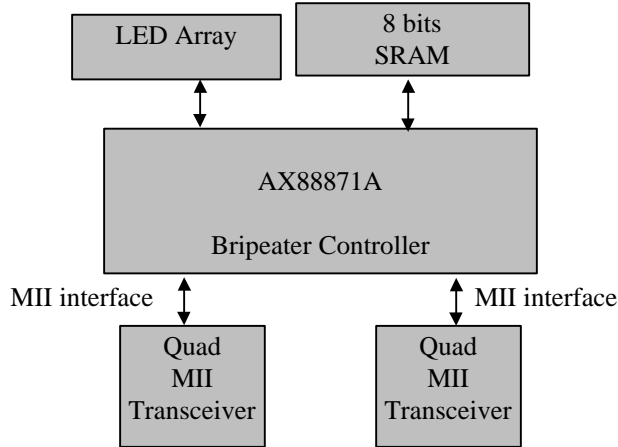 LED Array
8 bits
SRAM
AX88871A
Bripeater Controller
MII interface
MII interface
Quad
MII
Transceiver
Quad
MII
Transceiver